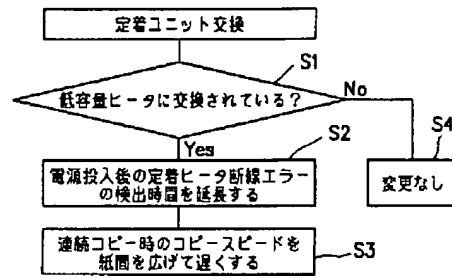 定着ユニット交換
S1
低容量ヒータに交換されている？
No
Yes
S2
S4
電源投入後の定着ヒータ断線エラー
の検出時間を延長する
変更なし
連続コピー時のコピースピードを
紙間を広げて遅くする
S3